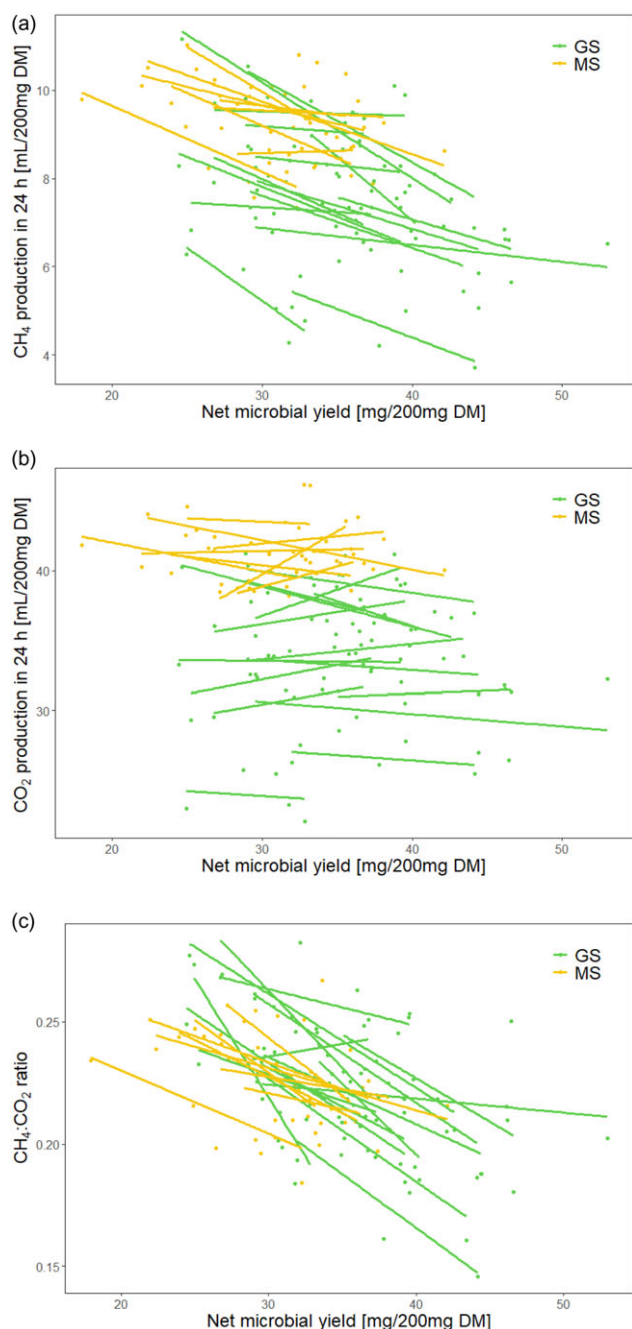 (a)
GS
MS
10
8
6
4
CH₄ production in 24 h [mL/200mg DM]
20 30 40 50
Net microbial yield [mg/200mg DM]
(b)
GS
MS
40
30
CO₂ production in 24 h [mL/200mg DM]
20 30 40 50
Net microbial yield [mg/200mg DM]
(c)
GS
MS
0.25
0.20
0.15
CH₄:CO₂ ratio
20 30 40 50
Net microbial yield [mg/200mg DM]